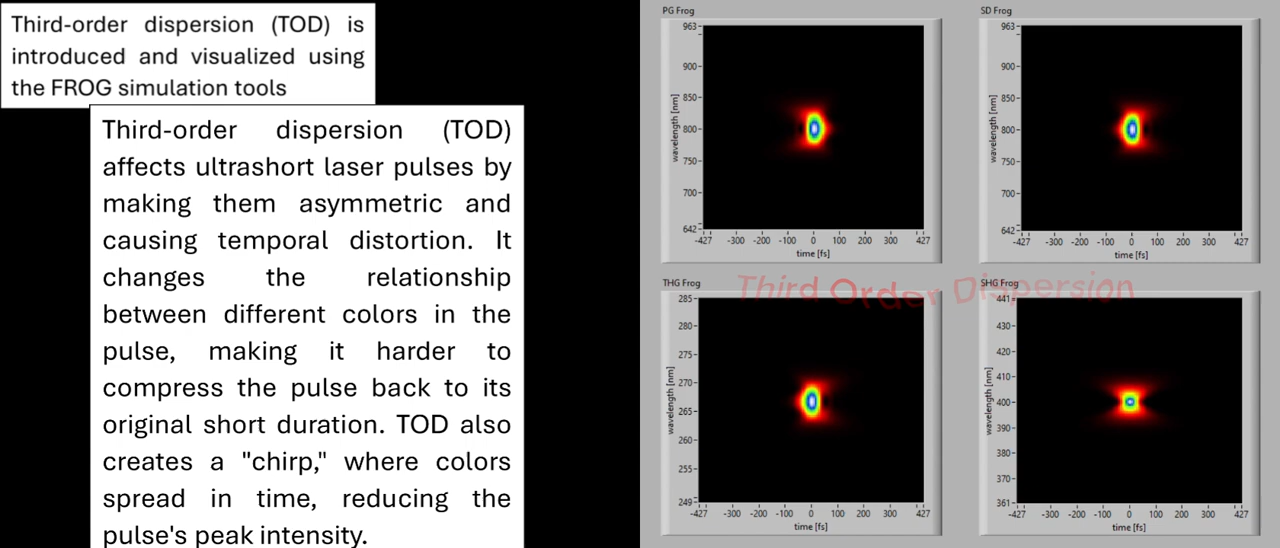 Third-order dispersion (TOD) is
introduced and visualized using
the FROG simulation tools
Third-order dispersion (TOD)
affects ultrashort laser pulses by
making them asymmetric and
causing temporal distortion. It
changes the relationship
between different colors in the
pulse, making it harder to
compress the pulse back to its
original short duration. TOD also
creates a "chirp," where colors
spread in time, reducing the
pulse's peak intensity.
PG Frog
wavelength [nm]
963
900
850
800
750
700
642
-427 -300 -200 -100 0 100 200 300 427
time [fs]
SD Frog
wavelength [nm]
963
900
850
800
750
700
642
-427 -300 -200 -100 0 100 200 300 427
time [fs]
Third Order Dispersion
THG Frog
wavelength [nm]
285
280
275
270
265
260
255
249
-427 -300 -200 -100 0 100 200 300 427
time [fs]
SHG Frog
wavelength [nm]
441
430
420
410
400
390
380
370
361
-427 -300 -200 -100 0 100 200 300 427
time [fs]